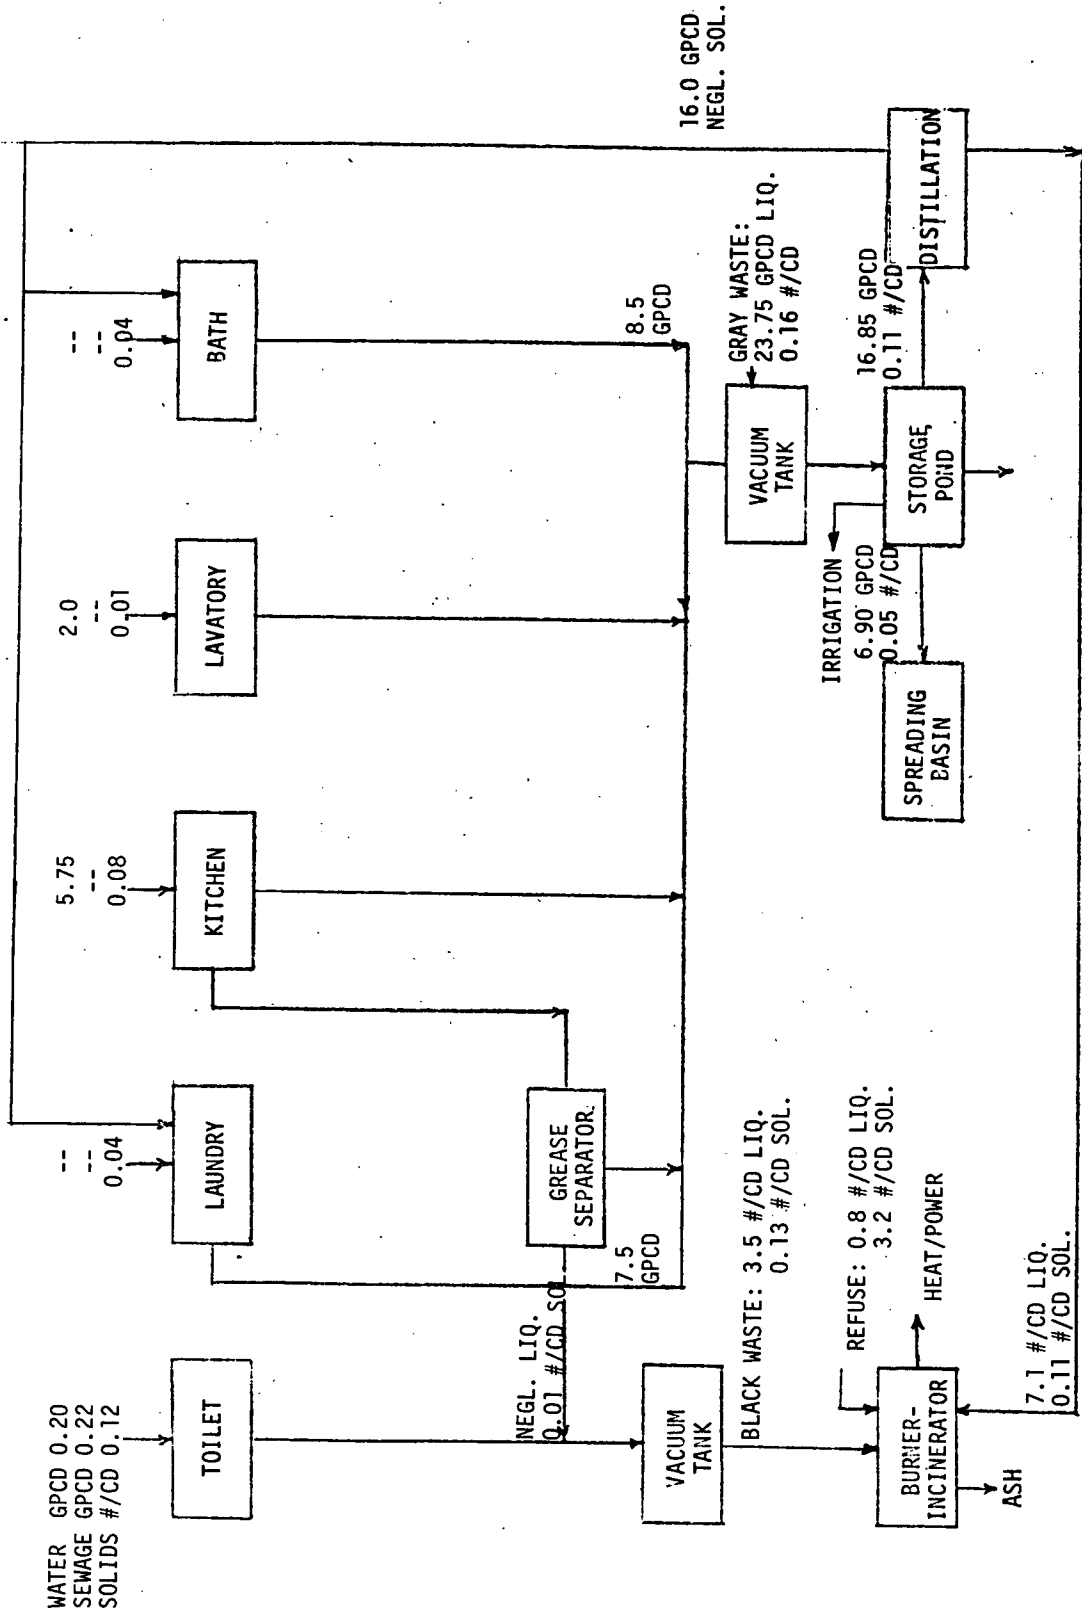 WATER GPCD 0.20
SEWAGE GPCD 0.22
SOLIDS #/CD 0.12
--
--
0.04
5.75
--
0.08
2.0
--
0.01
--
--
0.04
TOILET
LAUNDRY
KITCHEN
LAVATORY
BATH
16.0 GPCD
NEGL. SOL.
NEGL. LIQ.
0.01 #/CD SOL
GREASE
SEPARATOR
7.5
GPCD
8.5
GPCD
VACUUM
TANK
BLACK WASTE: 3.5 #/CD LIQ.
0.13 #/CD SOL.
VACUUM
TANK
GRAY WASTE:
23.75 GPCD LIQ.
0.16 #/CD
IRRIGATION
6.90 GPCD
0.05 #/CD
16.85 GPCD
0.11 #/CD
REFUSE: 0.8 #/CD LIQ.
3.2 #/CD SOL.
BURNER-
INCINERATOR
HEAT/POWER
ASH
SPREADING
BASIN
STORAGE
POND
DISTILLATION
7.1 #/CD LIQ.
0.11 #/CD SOL.